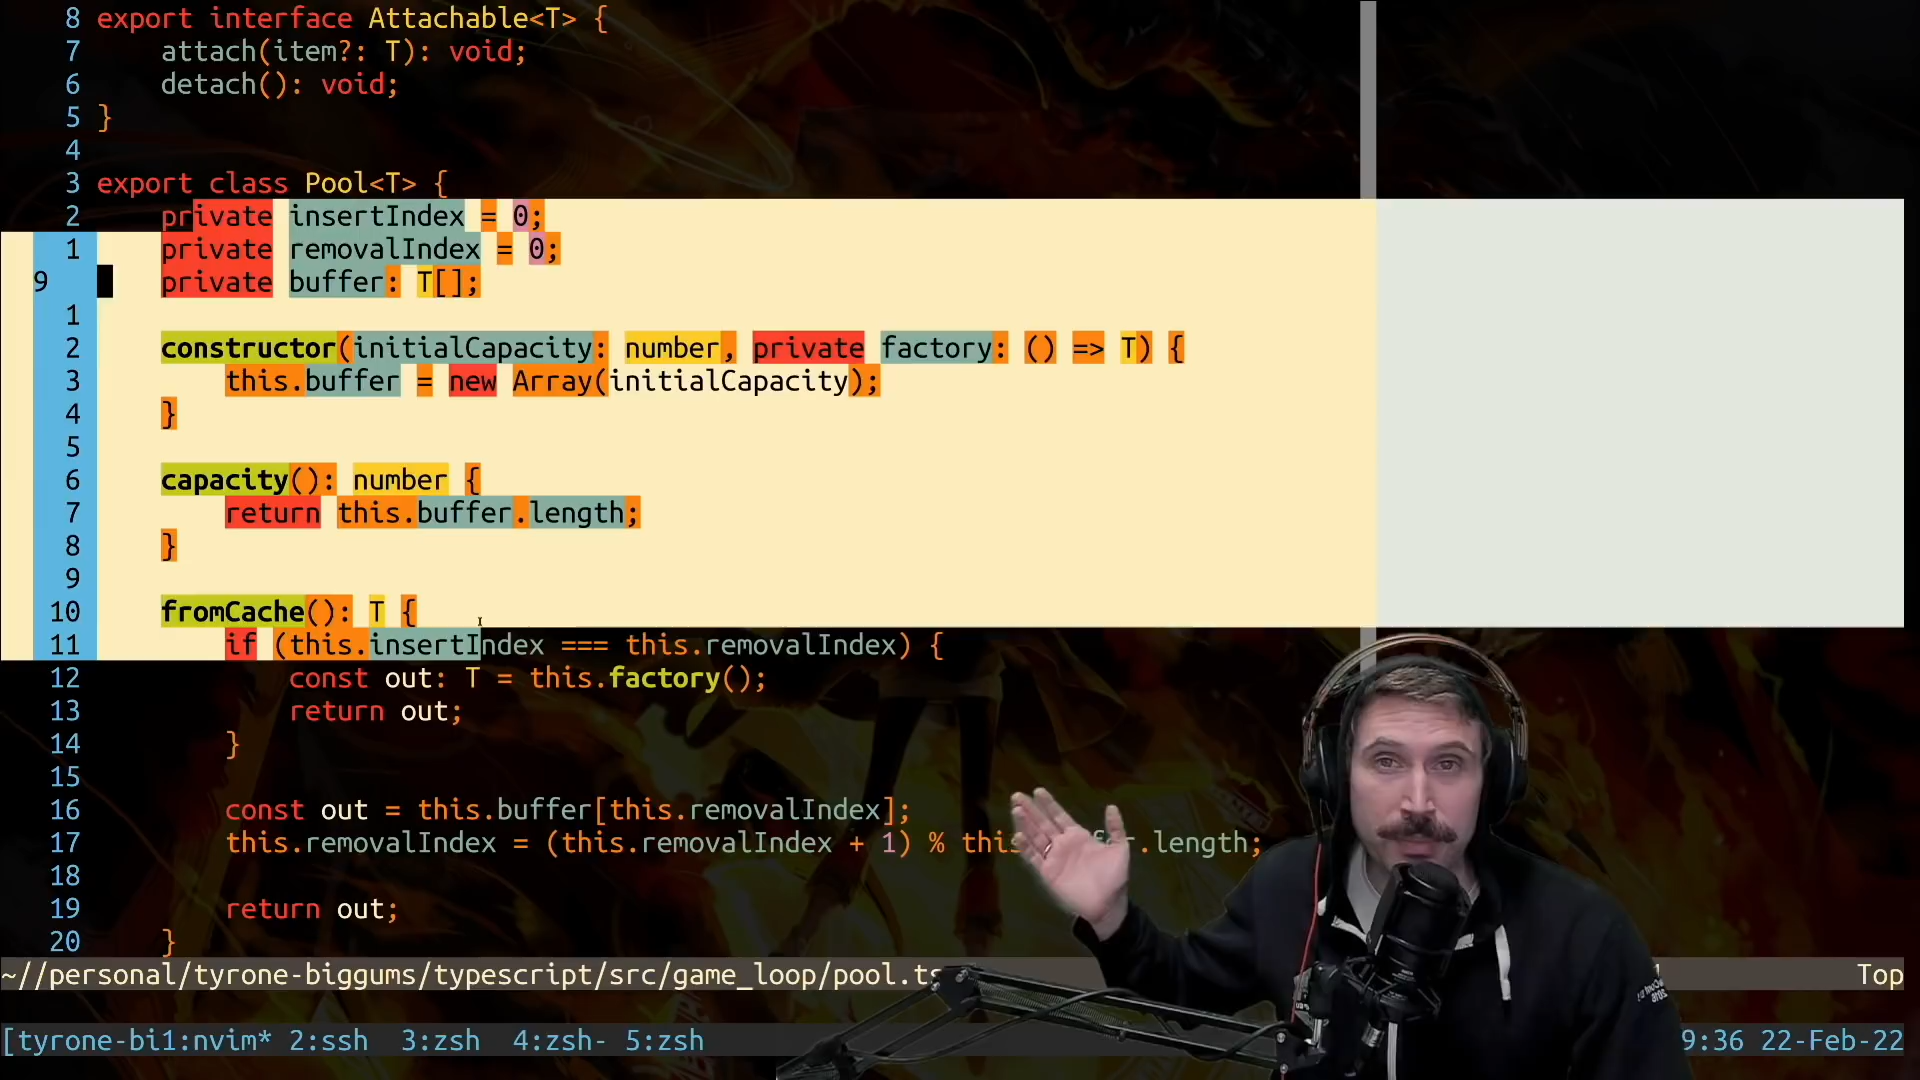 8 export interface Attachable<T> {
7     attach(item?: T): void;
6     detach(): void;
5 }
4
3 export class Pool<T> {
2     private insertIndex = 0;
1     private removalIndex = 0;
9     private buffer: T[];
1
2     constructor(initialCapacity: number, private factory: () => T) {
3         this.buffer = new Array(initialCapacity);
4     }
5
6     capacity(): number {
7         return this.buffer.length;
8     }
9
10     fromCache(): T {
11         if (this.insertIndex === this.removalIndex) {
12             const out: T = this.factory();
13             return out;
14         }
15
16         const out = this.buffer[this.removalIndex];
17         this.removalIndex = (this.removalIndex + 1) % this .length;
18
19         return out;
20     }
~//personal/tyrone-biggums/typescript/src/game_loop/pool.ts Top
[tyrone-bi1:nvim* 2:ssh  3:zsh  4:zsh- 5:zsh 9:36 22-Feb-22